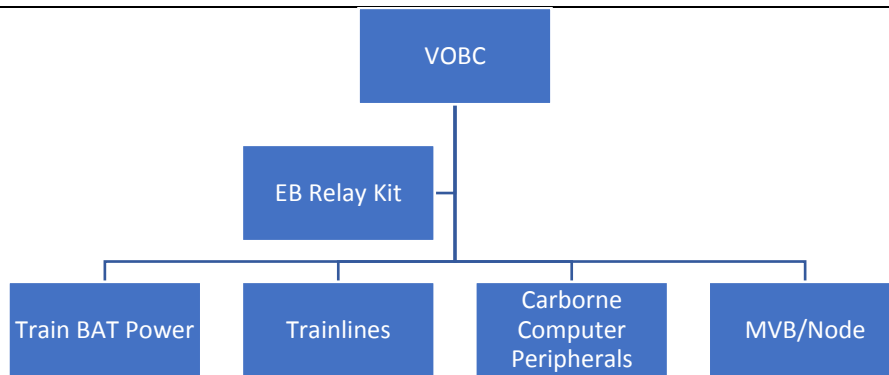 VOBC
EB Relay Kit
Train BAT Power
Trainlines
Carborne
Computer
Peripherals
MVB/Node